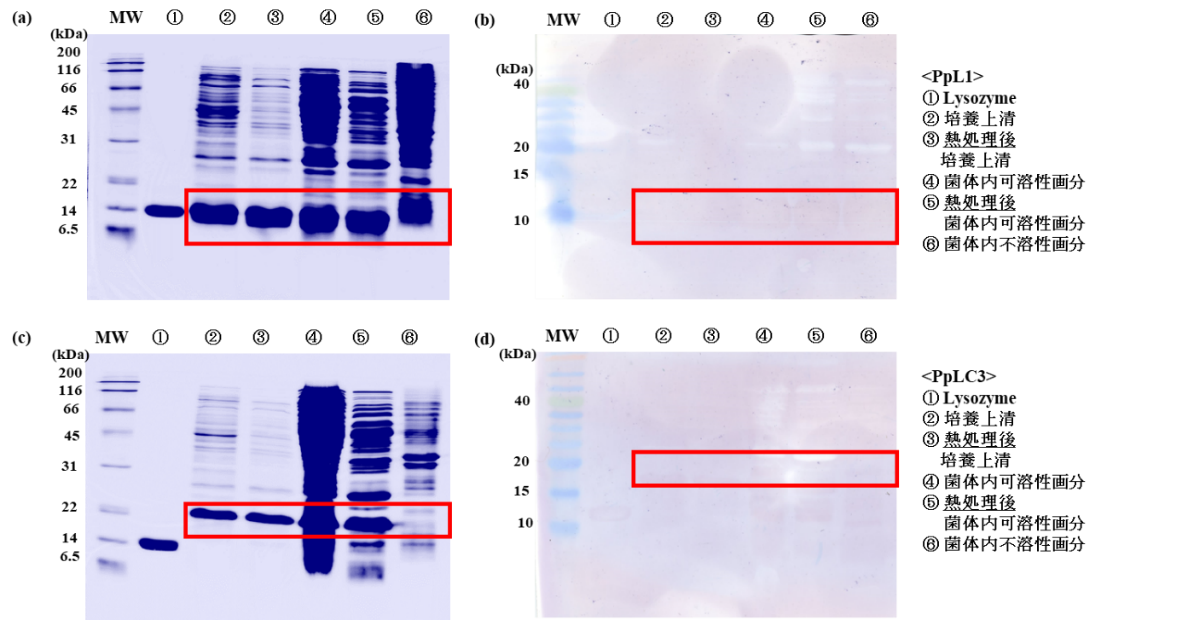 (a)
MW ① ② ③ ④ ⑤ ⑥
(kDa)
200
116
66
45
31
22
14
6.5
(b)
MW ① ② ③ ④ ⑤ ⑥
(kDa)
40
20
15
10
<PpL1>
① Lysozyme
② 培養上清
③ 熱処理後
培養上清
④ 菌体内可溶性画分
⑤ 熱処理後
菌体内可溶性画分
⑥ 菌体内不溶性画分
(c)
MW ① ② ③ ④ ⑤ ⑥
(kDa)
200
116
66
45
31
22
14
6.5
(d)
MW ① ② ③ ④ ⑤ ⑥
(kDa)
40
20
15
10
<PpLC3>
① Lysozyme
② 培養上清
③ 熱処理後
培養上清
④ 菌体内可溶性画分
⑤ 熱処理後
菌体内可溶性画分
⑥ 菌体内不溶性画分